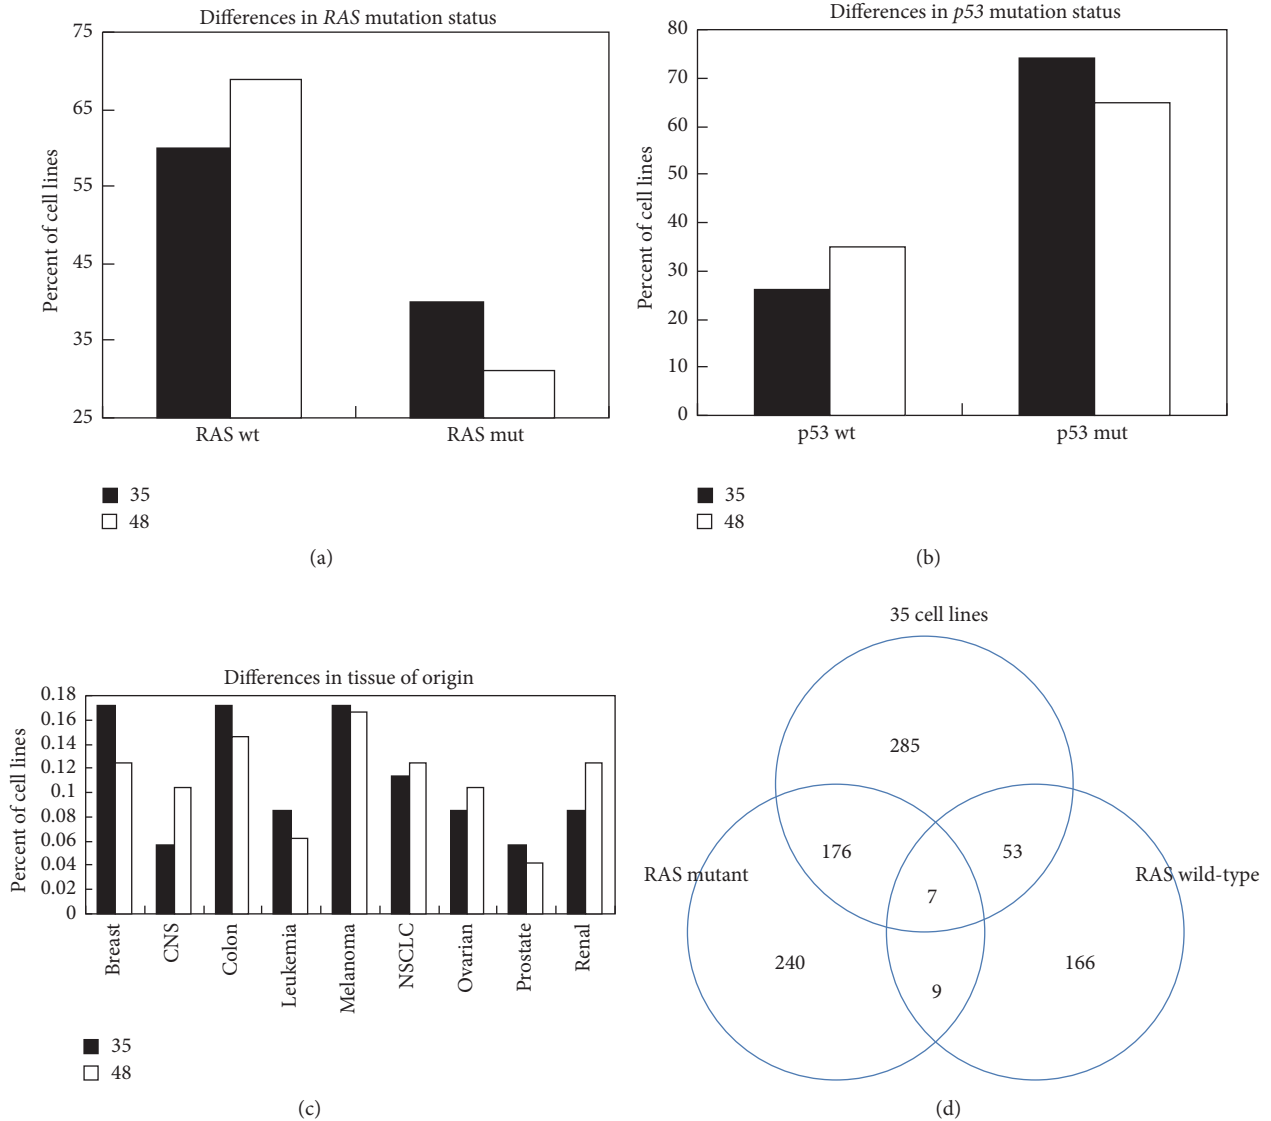 Differences in RAS mutation status
Percent of cell lines
75
65
55
45
35
25
RAS wt
RAS mut
35
48
(a)
Differences in p53 mutation status
Percent of cell lines
80
70
60
50
40
30
20
10
0
p53 wt
p53 mut
35
48
(b)
Differences in tissue of origin
Percent of cell lines
0.18
0.16
0.14
0.12
0.1
0.08
0.06
0.04
0.02
0
Breast
CNS
Colon
Leukemia
Melanoma
NSCLC
Ovarian
Prostate
Renal
35
48
(c)
35 cell lines
285
176
53
RAS mutant
7
RAS wild-type
240
9
166
(d)